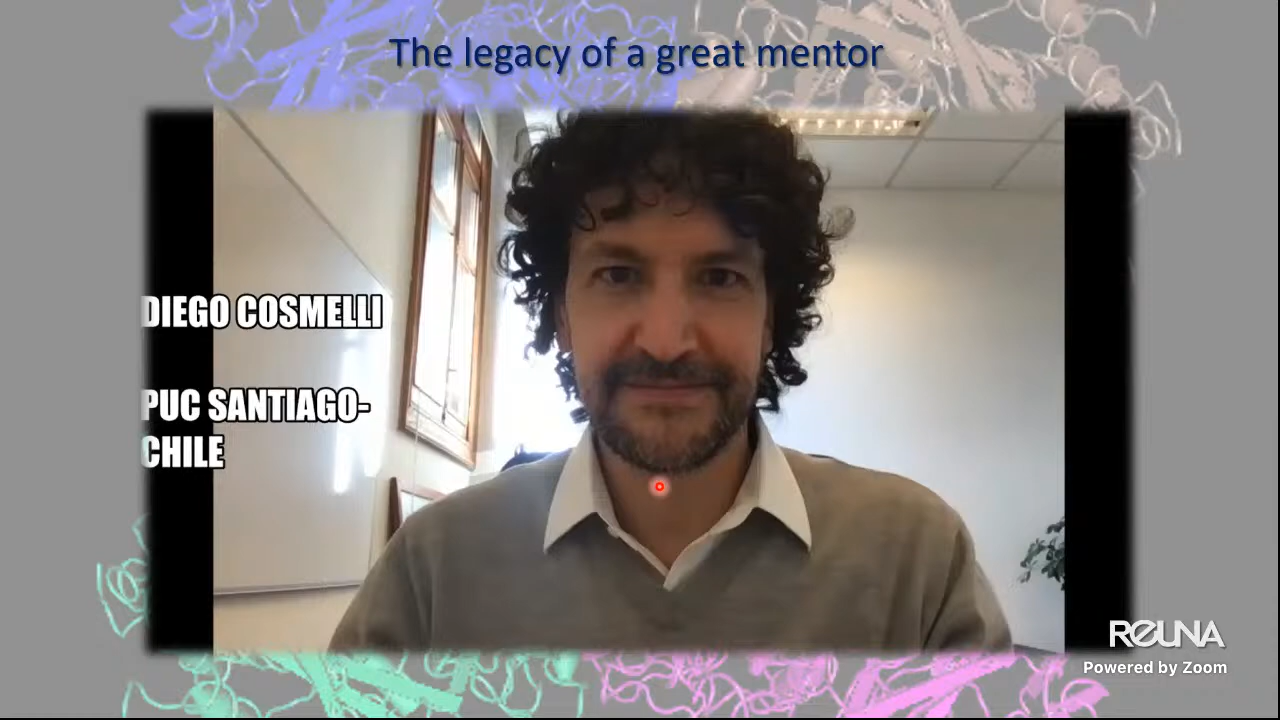 The legacy of a great mentor
DIEGO COSMELLI
PUC SANTIAGO-
CHILE
REUNA
Powered by Zoom